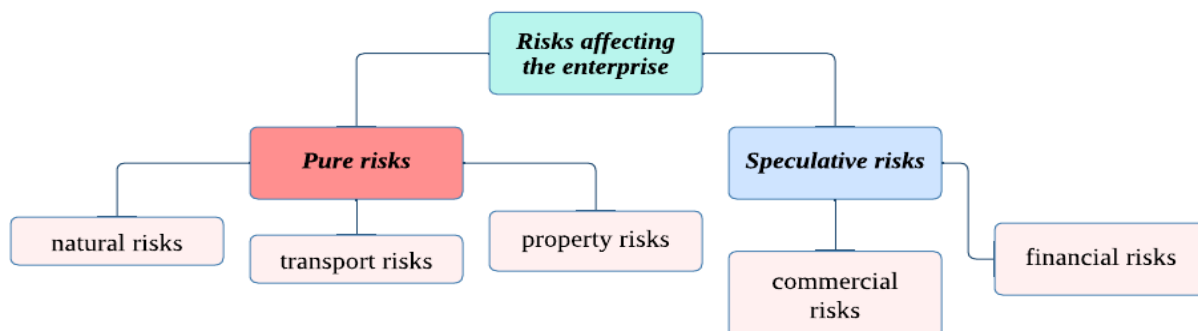 Risks affecting
the enterprise
Pure risks
Speculative risks
natural risks
transport risks
property risks
commercial
risks
financial risks